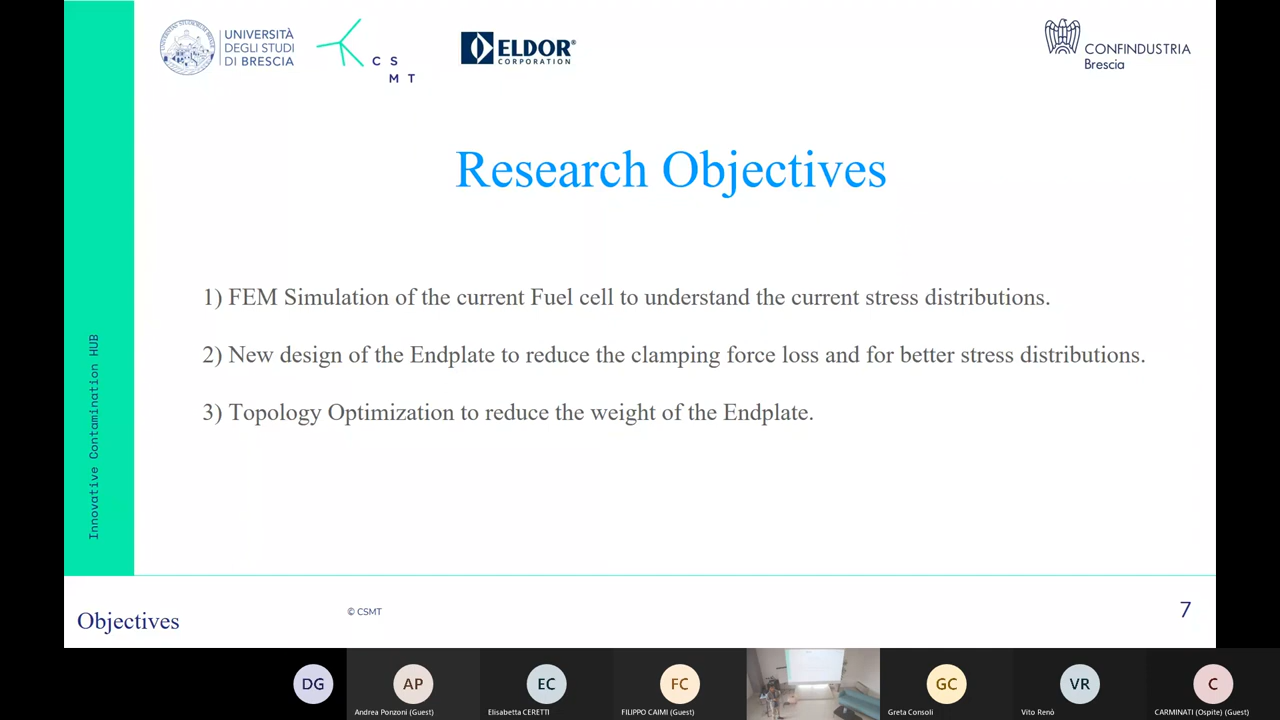 UNIVERSITÀ
DEGLI STUDI
DI BRESCIA
C S
M T
ELDOR®
CORPORATION
CONFINDUSTRIA
Brescia
Research Objectives
1) FEM Simulation of the current Fuel cell to understand the current stress distributions.
2) New design of the Endplate to reduce the clamping force loss and for better stress distributions.
3) Topology Optimization to reduce the weight of the Endplate.
Innovative Contamination HUB
Objectives
© CSMT
7
DG
AP
Andrea Ponzoni (Guest)
EC
Elisabetta CERETTI
FC
FILIPPO CAIMI (Guest)
GC
Greta Consoli
VR
Vito Renò
C
CARMINATI (Ospite) (Guest)